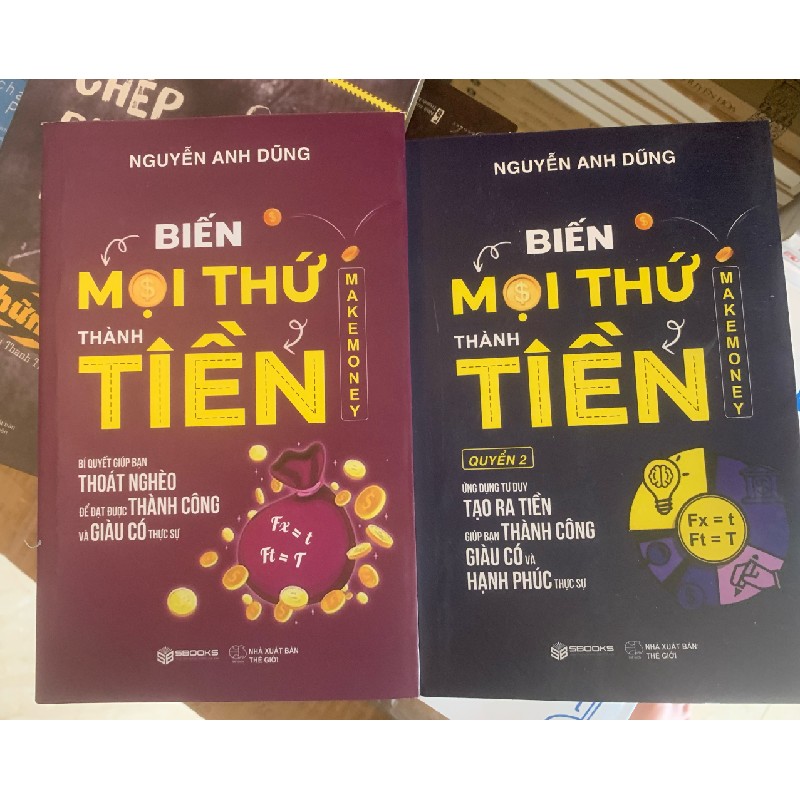 CHÉP
NGUYỄN ANH DŨNG
BIẾN
MỌI THỨ
THÀNH
TIỀN
MAKEMONEY
BÍ QUYẾT GIÚP BẠN
THOÁT NGHÈO
ĐỂ ĐẠT ĐƯỢC THÀNH CÔNG
VÀ GIÀU CÓ THỰC SỰ
Fx = t
Ft = T
SBOOKS
NHÀ XUẤT BẢN
THẾ GIỚI
NGUYỄN ANH DŨNG
BIẾN
MỌI THỨ
THÀNH
TIỀN
MAKEMONEY
QUYỂN 2
ỨNG DỤNG TƯ DUY
TẠO RA TIỀN
GIÚP BẠN THÀNH CÔNG
GIÀU CÓ VÀ
HẠNH PHÚC THỰC SỰ
Fx = t
Ft = T
SBOOKS
NHÀ XUẤT BẢN
THẾ GIỚI